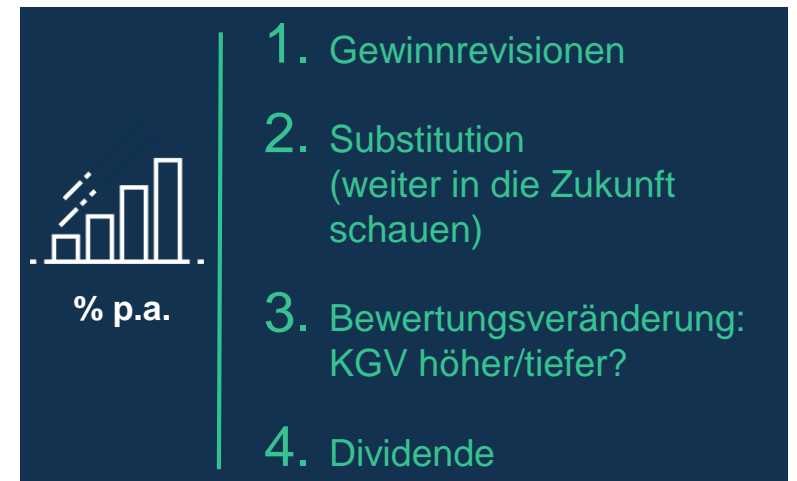 1. Gewinnrevisionen
2. Substitution
(weiter in die Zukunft
schauen)
% p.a.
3. Bewertungsveränderung:
KGV höher/tiefer?
4. Dividende